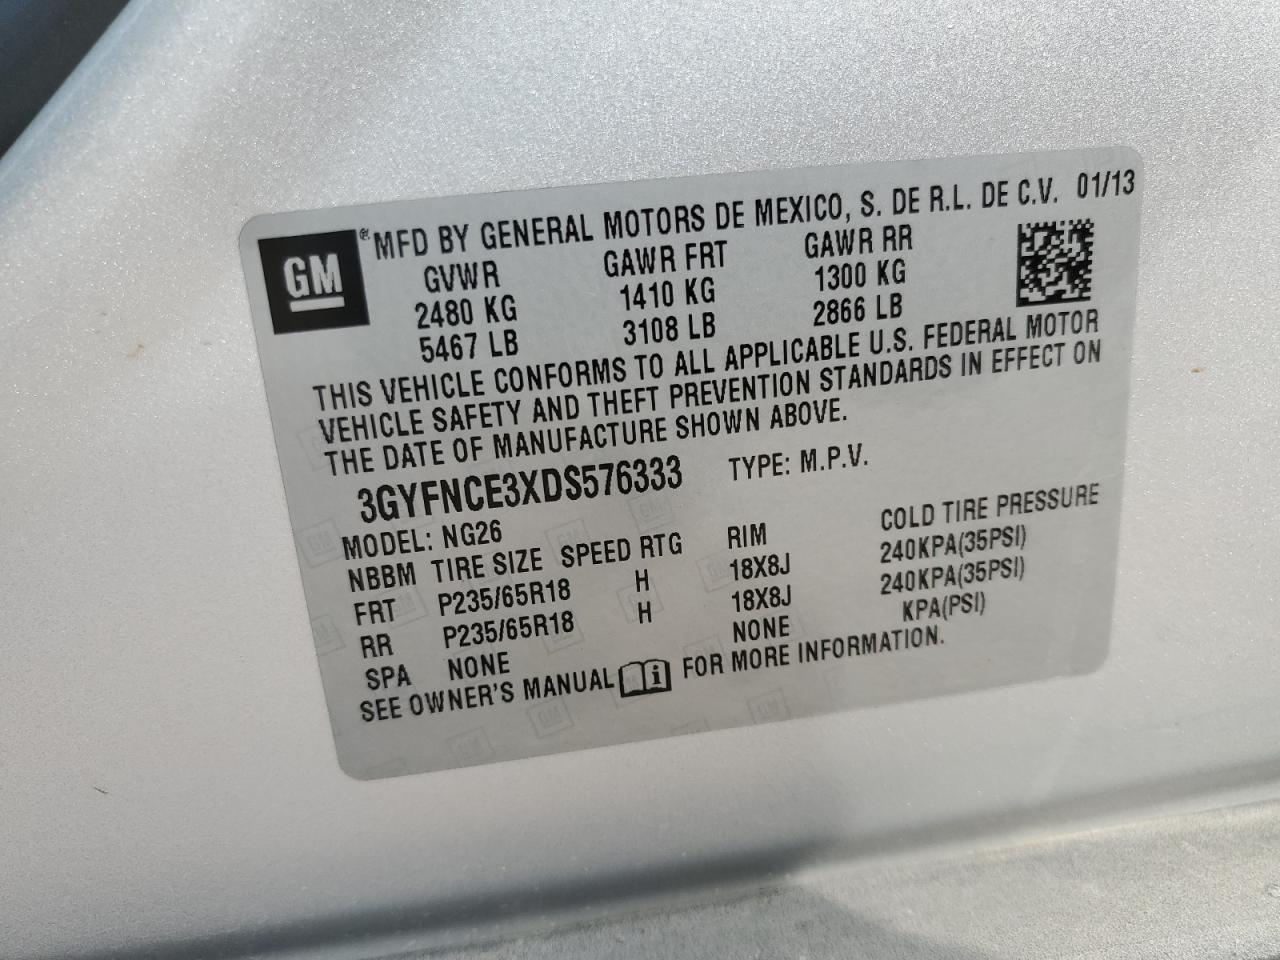 GM ® MFD BY GENERAL MOTORS DE MEXICO, S. DE R.L. DE C.V. 01/13
GVWR GAWR FRT GAWR RR
2480 KG 1410 KG 1300 KG
5467 LB 3108 LB 2866 LB
THIS VEHICLE CONFORMS TO ALL APPLICABLE U.S. FEDERAL MOTOR
VEHICLE SAFETY AND THEFT PREVENTION STANDARDS IN EFFECT ON
THE DATE OF MANUFACTURE SHOWN ABOVE.
3GYFNCE3XDS576333 TYPE: M.P.V.
MODEL: NG26
NBBM TIRE SIZE SPEED RTG RIM COLD TIRE PRESSURE
FRT P235/65R18 H 18X8J 240KPA(35PSI)
RR P235/65R18 H 18X8J 240KPA(35PSI)
SPA NONE NONE KPA(PSI)
SEE OWNER'S MANUAL i FOR MORE INFORMATION.